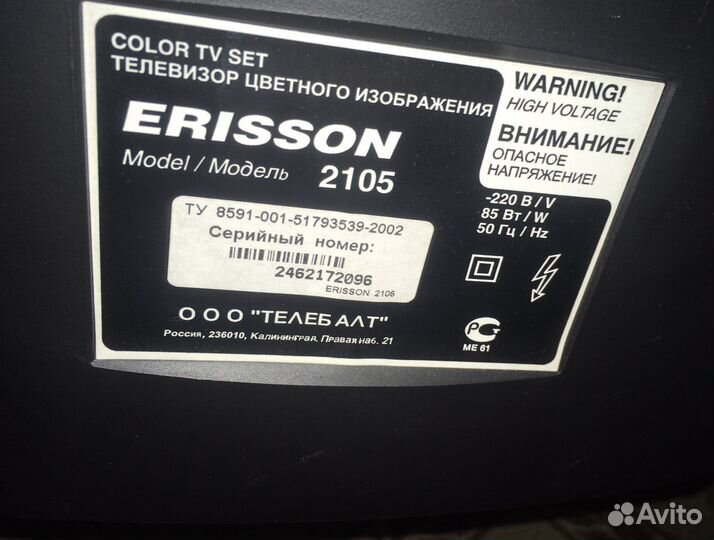 COLOR TV SET
ТЕЛЕВИЗОР ЦВЕТНОГО ИЗОБРАЖЕНИЯ
ERISSON
Model / Модель 2105
WARNING!
HIGH VOLTAGE
ВНИМАНИЕ!
ОПАСНОЕ
НАПРЯЖЕНИЕ!
~220 В / V
85 Вт / W
50 Гц / Hz
ТУ 8591-001-51793539-2002
Серийный номер:
2462172096
ERISSON 2105
ООО "ТЕЛЕБАЛТ"
Россия, 236010, Калининград, Правая наб. 21
РСТ
МЕ 61
Avito